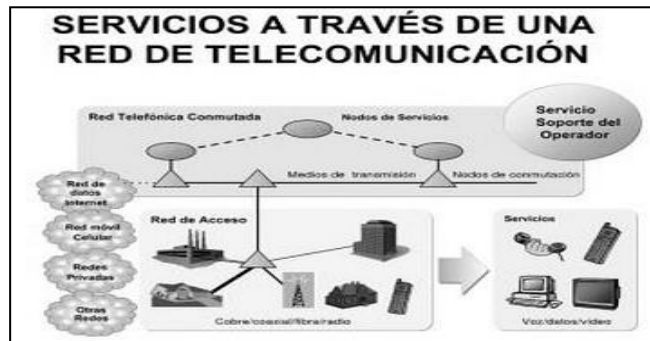 SERVICIOS A TRAVÉS DE UNA
RED DE TELECOMUNICACIÓN
Red Telefónica Conmutada
Nodos de Servicios
Servicio
Soporte del
Operador
Medios de transmisión
Nodos de conmutación
Red de
datos
Internet
Red móvil
Celular
Redes
Privadas
Otras
Redes
Red de Acceso
Cobre/coaxial/fibra/radio
Servicios
Voz/datos/vídeo